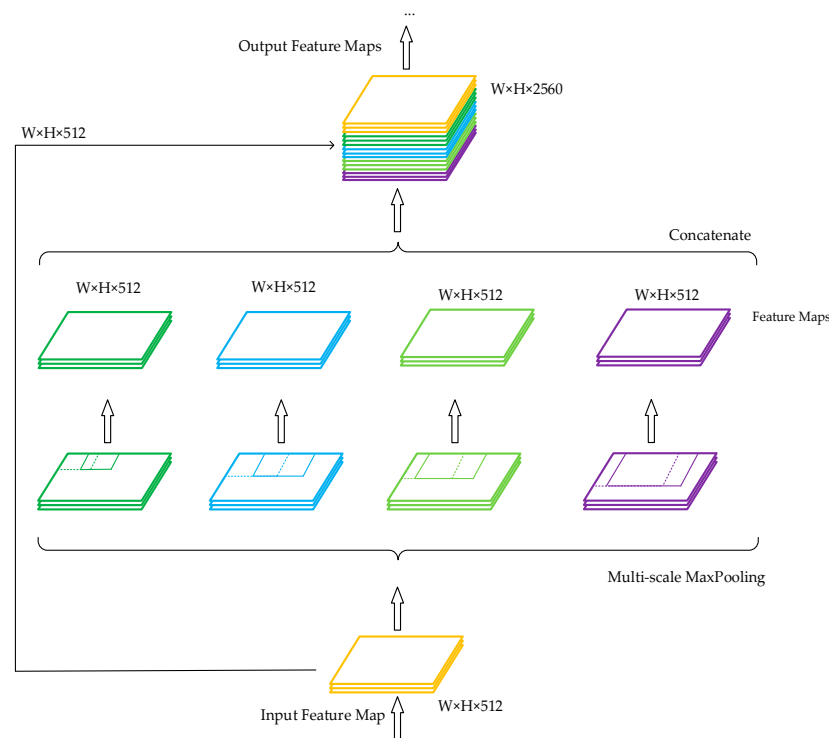 ...
Output Feature Maps
W×H×2560
W×H×512
Concatenate
W×H×512
W×H×512
W×H×512
W×H×512
Feature Maps
Multi-scale MaxPooling
W×H×512
Input Feature Map